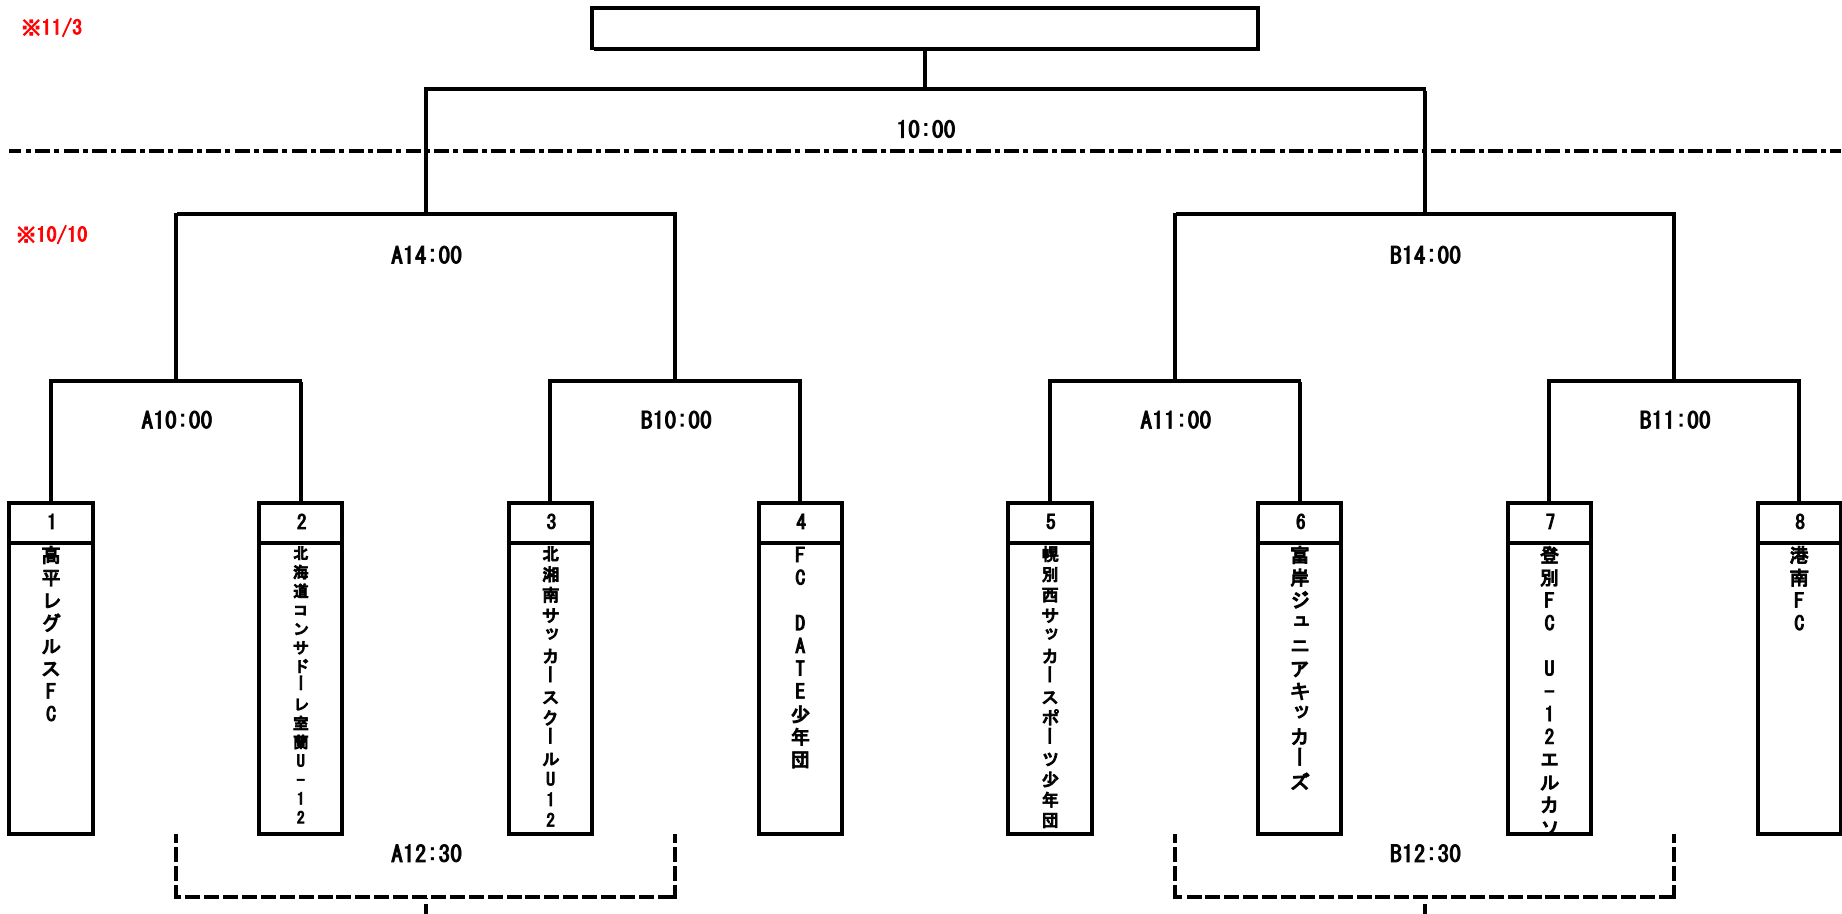 ※11/3
10:00
※10/10
A14:00
B14:00
A10:00
B10:00
A11:00
B11:00
1
2
3
4
5
6
7
8
高平レグルスFC
北海道コンサドーレ室蘭U-12
北湘南サッカースクールU12
FC DATE少年団
幌別西サッカースポーツ少年団
富岸ジュニアキッカーズ
登別FC U-12エルカソ
港南FC
A12:30
B12:30